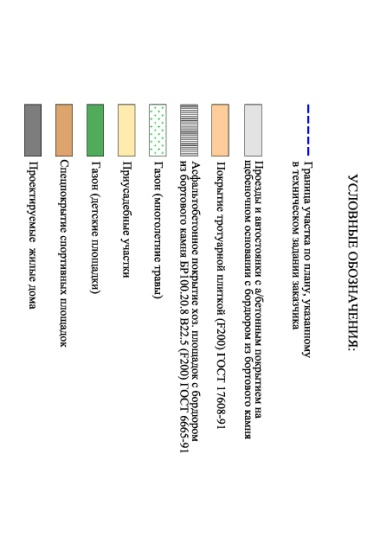 УСЛОВНЫЕ ОБОЗНАЧЕНИЯ:
Граница участка по плану, указанному
в техническом задании заказчика
Проезды и автостоянки с а/бетонным покрытием на
щебеночном основании с бордюром из бортового камня
Покрытие тротуарной плиткой (F200) ГОСТ 17608-91
Асфальтобетонное покрытие хоз. площадок с бордюром
из бортового камня БР100.20.8 В22.5 (F200) ГОСТ 6665-91
Газон (многолетние травы)
Приусадебные участки
Газон (детские площадки)
Спецпокрытие спортивных площадок
Проектируемые жилые дома